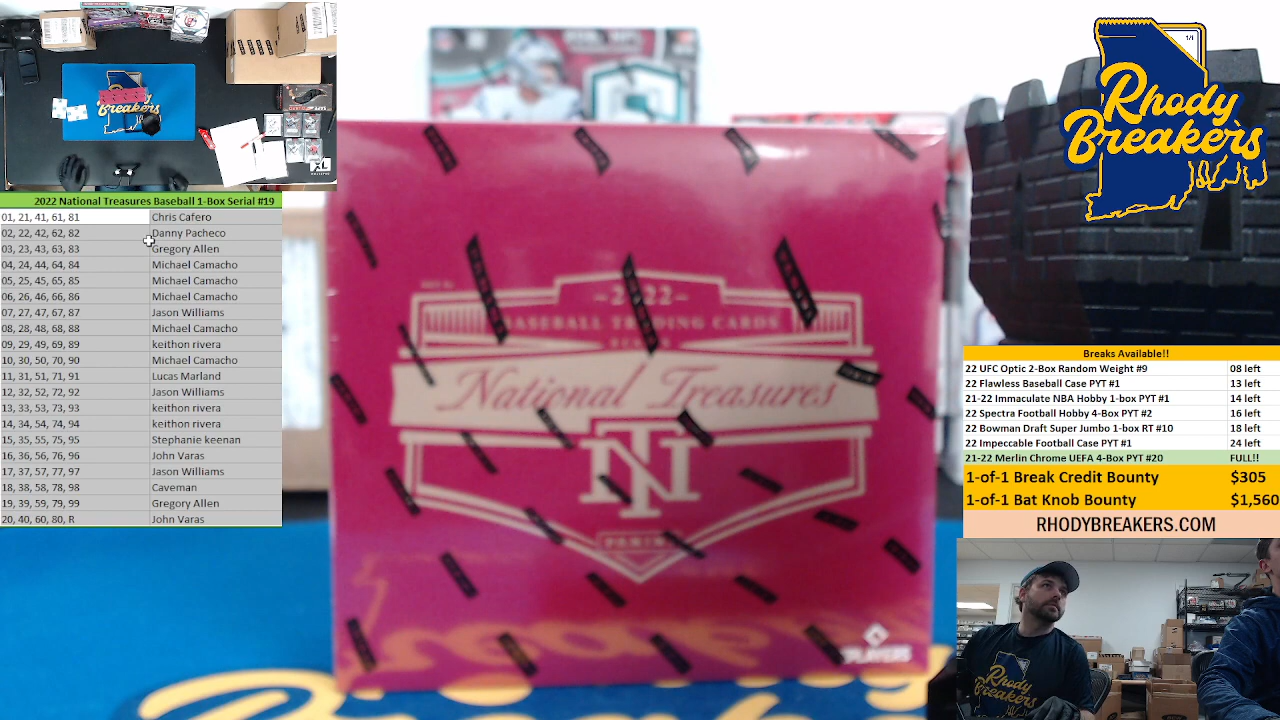 2022 National Treasures Baseball 1-Box Serial #19
01, 21, 41, 61, 81 Chris Cafero
02, 22, 42, 62, 82 Danny Pacheco
03, 23, 43, 63, 83 Gregory Allen
04, 24, 44, 64, 84 Michael Camacho
05, 25, 45, 65, 85 Michael Camacho
06, 26, 46, 66, 86 Michael Camacho
07, 27, 47, 67, 87 Jason Williams
08, 28, 48, 68, 88 Michael Camacho
09, 29, 49, 69, 89 keithon rivera
10, 30, 50, 70, 90 Michael Camacho
11, 31, 51, 71, 91 Lucas Marland
12, 32, 52, 72, 92 Jason Williams
13, 33, 53, 73, 93 keithon rivera
14, 34, 54, 74, 94 keithon rivera
15, 35, 55, 75, 95 Stephanie keenan
16, 36, 56, 76, 96 John Varas
17, 37, 57, 77, 97 Jason Williams
18, 38, 58, 78, 98 Caveman
19, 39, 59, 79, 99 Gregory Allen
20, 40, 60, 80, R John Varas
Breakers
-2022-
BASEBALL TRADING CARDS
National Treasures
NT
PANINI
PLAYERS
1/1
Rhody
Breakers
Breaks Available!!
22 UFC Optic 2-Box Random Weight #9 08 left
22 Flawless Baseball Case PYT #1 13 left
21-22 Immaculate NBA Hobby 1-box PYT #1 14 left
22 Spectra Football Hobby 4-Box PYT #2 16 left
22 Bowman Draft Super Jumbo 1-box RT #10 18 left
22 Impeccable Football Case PYT #1 24 left
21-22 Merlin Chrome UEFA 4-Box PYT #20 FULL!!
1-of-1 Break Credit Bounty $305
1-of-1 Bat Knob Bounty $1,560
RHODYBREAKERS.COM
Rhody
Breakers